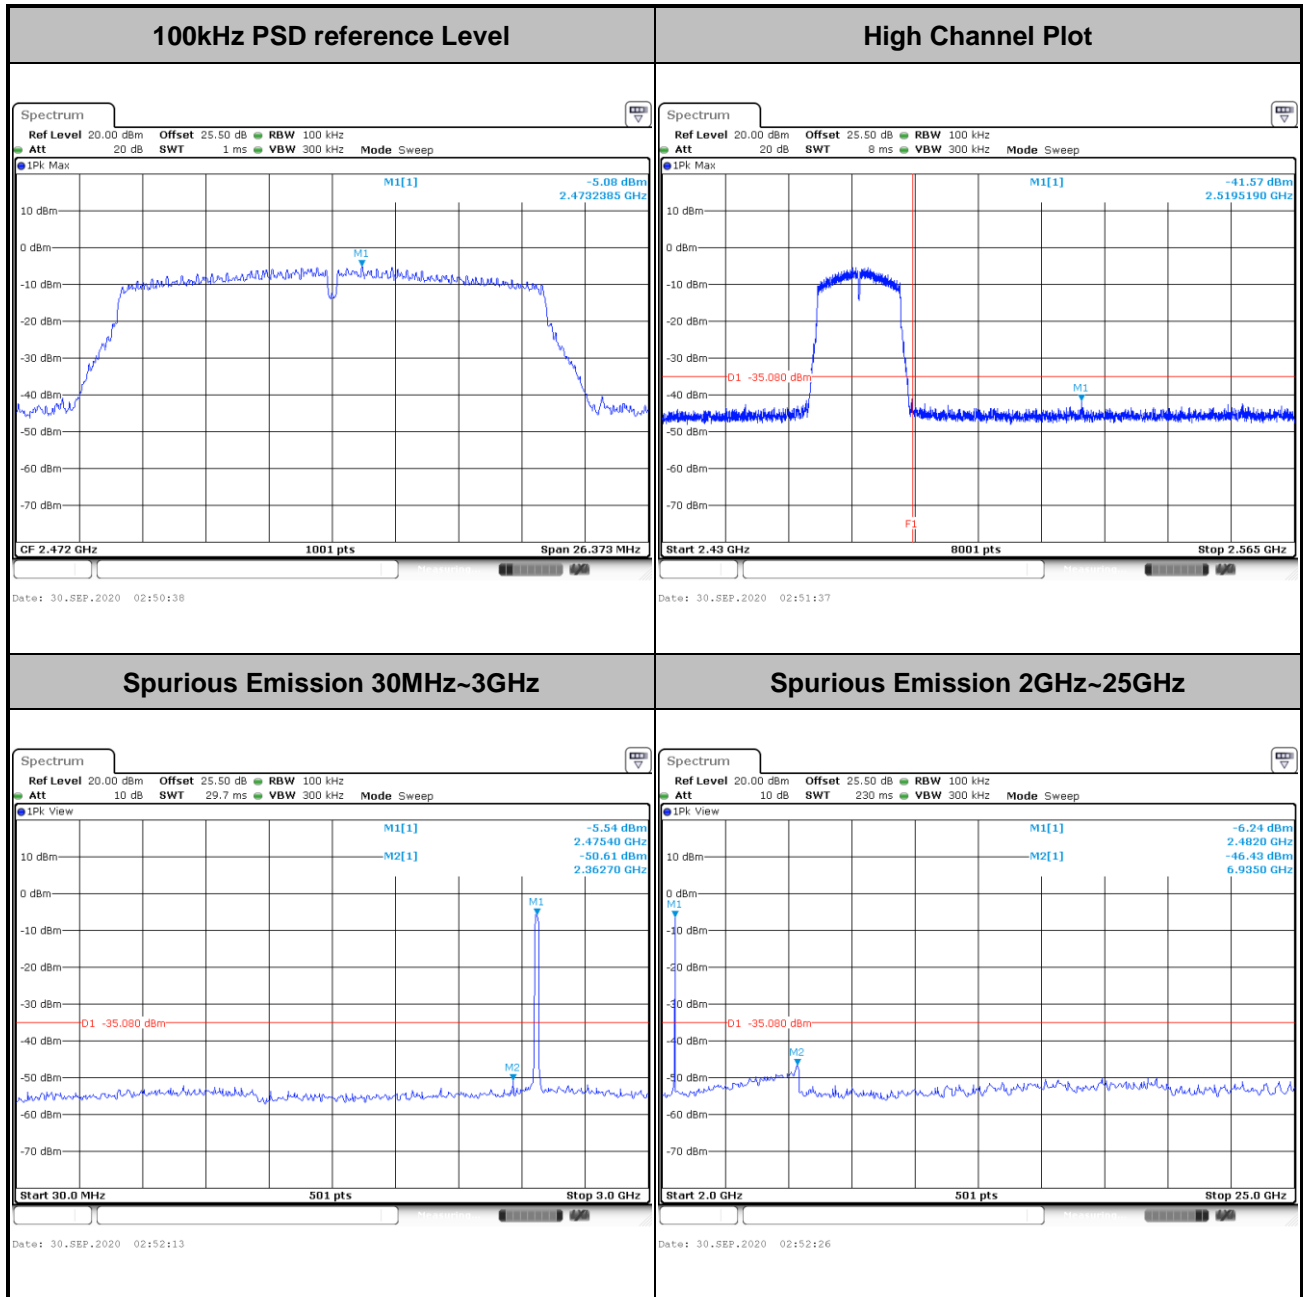 100kHz PSD reference Level
High Channel Plot
Spectrum
Ref Level 20.00 dBm Offset 25.50 dB RBW 100 kHz
Att 20 dB SWT 1 ms VBW 300 kHz Mode Sweep
1Pk Max
M1[1] -5.08 dBm
2.4732385 GHz
10 dBm
0 dBm
M1
-10 dBm
-20 dBm
-30 dBm
-40 dBm
-50 dBm
-60 dBm
-70 dBm
CF 2.472 GHz 1001 pts Span 26.373 MHz
Measuring
Date: 30.SEP.2020 02:50:38
Spectrum
Ref Level 20.00 dBm Offset 25.50 dB RBW 100 kHz
Att 20 dB SWT 8 ms VBW 300 kHz Mode Sweep
1Pk Max
M1[1] -41.57 dBm
2.5195190 GHz
10 dBm
0 dBm
-10 dBm
-20 dBm
-30 dBm
D1 -35.080 dBm
M1
-40 dBm
-50 dBm
-60 dBm
-70 dBm
F1
Start 2.43 GHz 8001 pts Stop 2.565 GHz
Measuring
Date: 30.SEP.2020 02:51:37
Spurious Emission 30MHz~3GHz
Spurious Emission 2GHz~25GHz
Spectrum
Ref Level 20.00 dBm Offset 25.50 dB RBW 100 kHz
Att 10 dB SWT 29.7 ms VBW 300 kHz Mode Sweep
1Pk View
M1[1] -5.54 dBm
2.47540 GHz
M2[1] -50.61 dBm
2.36270 GHz
10 dBm
0 dBm
M1
-10 dBm
-20 dBm
-30 dBm
D1 -35.080 dBm
-40 dBm
M2
-50 dBm
-60 dBm
-70 dBm
Start 30.0 MHz 501 pts Stop 3.0 GHz
Measuring
Date: 30.SEP.2020 02:52:13
Spectrum
Ref Level 20.00 dBm Offset 25.50 dB RBW 100 kHz
Att 10 dB SWT 230 ms VBW 300 kHz Mode Sweep
1Pk View
M1[1] -6.24 dBm
2.4820 GHz
M2[1] -46.43 dBm
6.9350 GHz
10 dBm
0 dBm
M1
-10 dBm
-20 dBm
-30 dBm
D1 -35.080 dBm
-40 dBm
M2
-50 dBm
-60 dBm
-70 dBm
Start 2.0 GHz 501 pts Stop 25.0 GHz
Measuring
Date: 30.SEP.2020 02:52:26